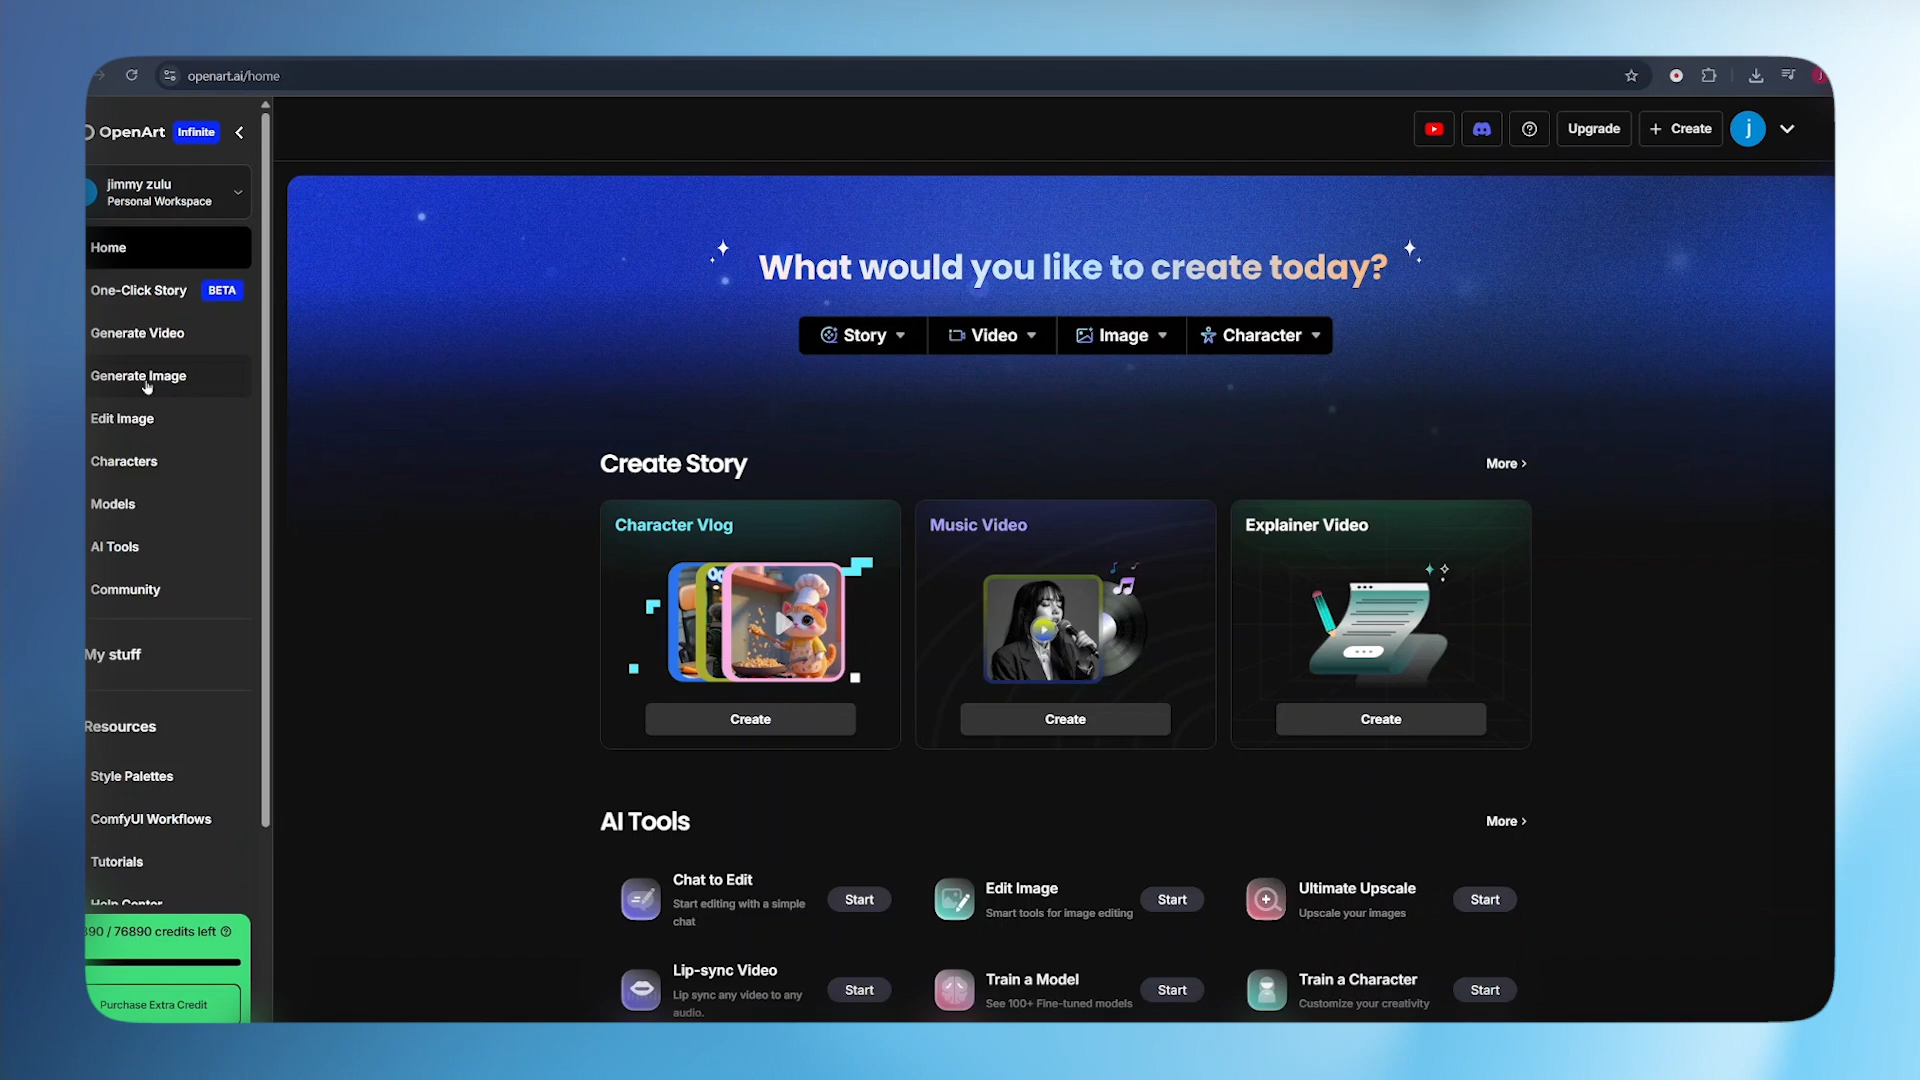 openart.ai/home
OpenArt Infinite
jimmy zulu
Personal Workspace
Home
One-Click Story BETA
Generate Video
Generate Image
Edit Image
Characters
Models
AI Tools
Community
My stuff
Resources
Style Palettes
ComfyUI Workflows
Tutorials
Help Center
890 / 76890 credits left
Purchase Extra Credit
Upgrade
+ Create
j
What would you like to create today?
Story
Video
Image
Character
Create Story
More >
Character Vlog
Create
Music Video
Create
Explainer Video
Create
AI Tools
More >
Chat to Edit
Start editing with a simple
chat
Start
Edit Image
Smart tools for image editing
Start
Ultimate Upscale
Upscale your images
Start
Lip-sync Video
Lip sync any video to any
audio.
Start
Train a Model
See 100+ Fine-tuned models
Start
Train a Character
Customize your creativity
Start